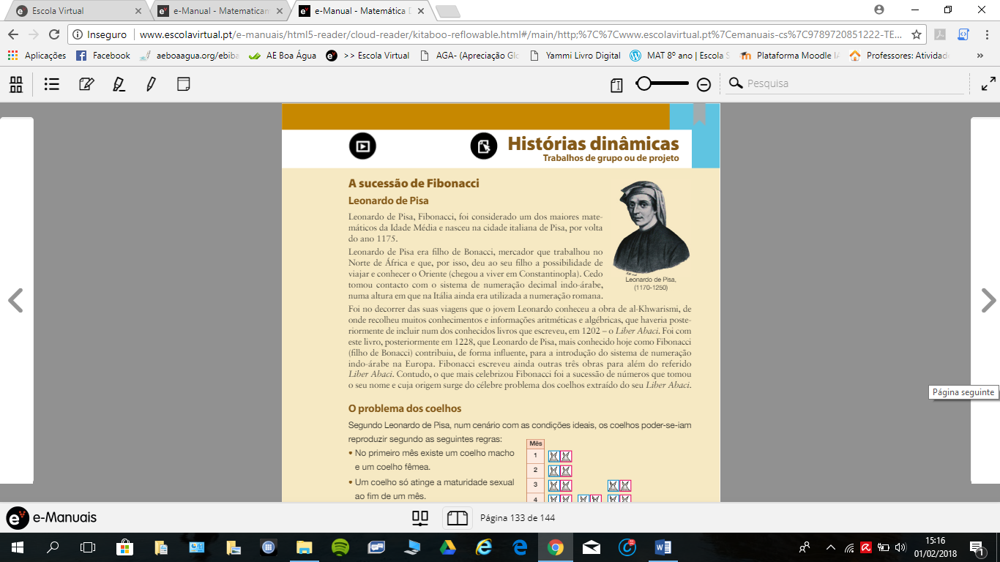 Escola Virtual
e-Manual - Matematicam
e-Manual - Matemática D
Inseguro
www.escolavirtual.pt/e-manuais/html5-reader/cloud-reader/kitaboo-reflowable.html#/main/http;%7C%7Cwww.escolavirtual.pt%7Cemanuais-cs%7C9789720851222-TE...
Aplicações
Facebook
aeboaagua.org/ebiba
AE Boa Água
>> Escola Virtual
AGA- (Apreciação Glo
Yammi Livro Digital
MAT 8º ano | Escola S
Plataforma Moodle IA
Professores: Atividade
»
Pesquisa
Histórias dinâmicas
Trabalhos de grupo ou de projeto
A sucessão de Fibonacci
Leonardo de Pisa
Leonardo de Pisa, Fibonacci, foi considerado um dos maiores mate-
máticos da Idade Média e nasceu na cidade italiana de Pisa, por volta
do ano 1175.
Leonardo de Pisa era filho de Bonacci, mercador que trabalhou no
Norte de África e que, por isso, deu ao seu filho a possibilidade de
viajar e conhecer o Oriente (chegou a viver em Constantinopla). Cedo
tomou contacto com o sistema de numeração decimal indo-árabe,
numa altura em que na Itália ainda era utilizada a numeração romana.
Leonardo de Pisa,
(1170-1250)
Foi no decorrer das suas viagens que o jovem Leonardo conheceu a obra de al-Khwarismi, de
onde recolheu muitos conhecimentos e informações aritméticas e algébricas, que haveria poste-
riormente de incluir num dos conhecidos livros que escreveu, em 1202 – o Liber Abaci. Foi com
este livro, posteriormente em 1228, que Leonardo de Pisa, mais conhecido hoje como Fibonacci
(filho de Bonacci) contribuiu, de forma influente, para a introdução do sistema de numeração
indo-árabe na Europa. Fibonacci escreveu ainda outras três obras para além do referido
Liber Abaci. Contudo, o que mais celebrizou Fibonacci foi a sucessão de números que tomou
o seu nome e cuja origem surge do célebre problema dos coelhos extraído do seu Liber Abaci.
Página seguinte
O problema dos coelhos
Segundo Leonardo de Pisa, num cenário com as condições ideais, os coelhos poder-se-iam
reproduzir segundo as seguintes regras:
• No primeiro mês existe um coelho macho
e um coelho fêmea.
• Um coelho só atinge a maturidade sexual
ao fim de um mês.
Mês
1
2
3
4
e-Manuais
Página 133 de 144
15:16
01/02/2018
1